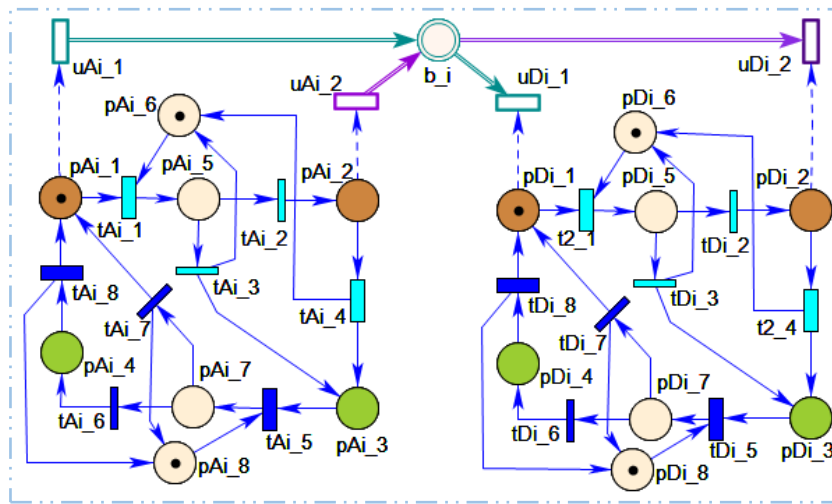 uAi_1
b_i
uDi_1
uDi_2
uAi_2
pAi_6
pDi_6
pAi_1
pAi_5
pAi_2
pDi_1
pDi_5
pDi_2
tAi_1
tAi_2
t2_1
tDi_2
tAi_8
tAi_3
tAi_4
tDi_8
tDi_3
t2_4
tAi_7
tDi_7
pAi_4
pAi_7
pDi_4
pDi_7
tAi_6
tAi_5
pAi_3
tDi_6
tDi_5
pDi_3
pAi_8
pDi_8